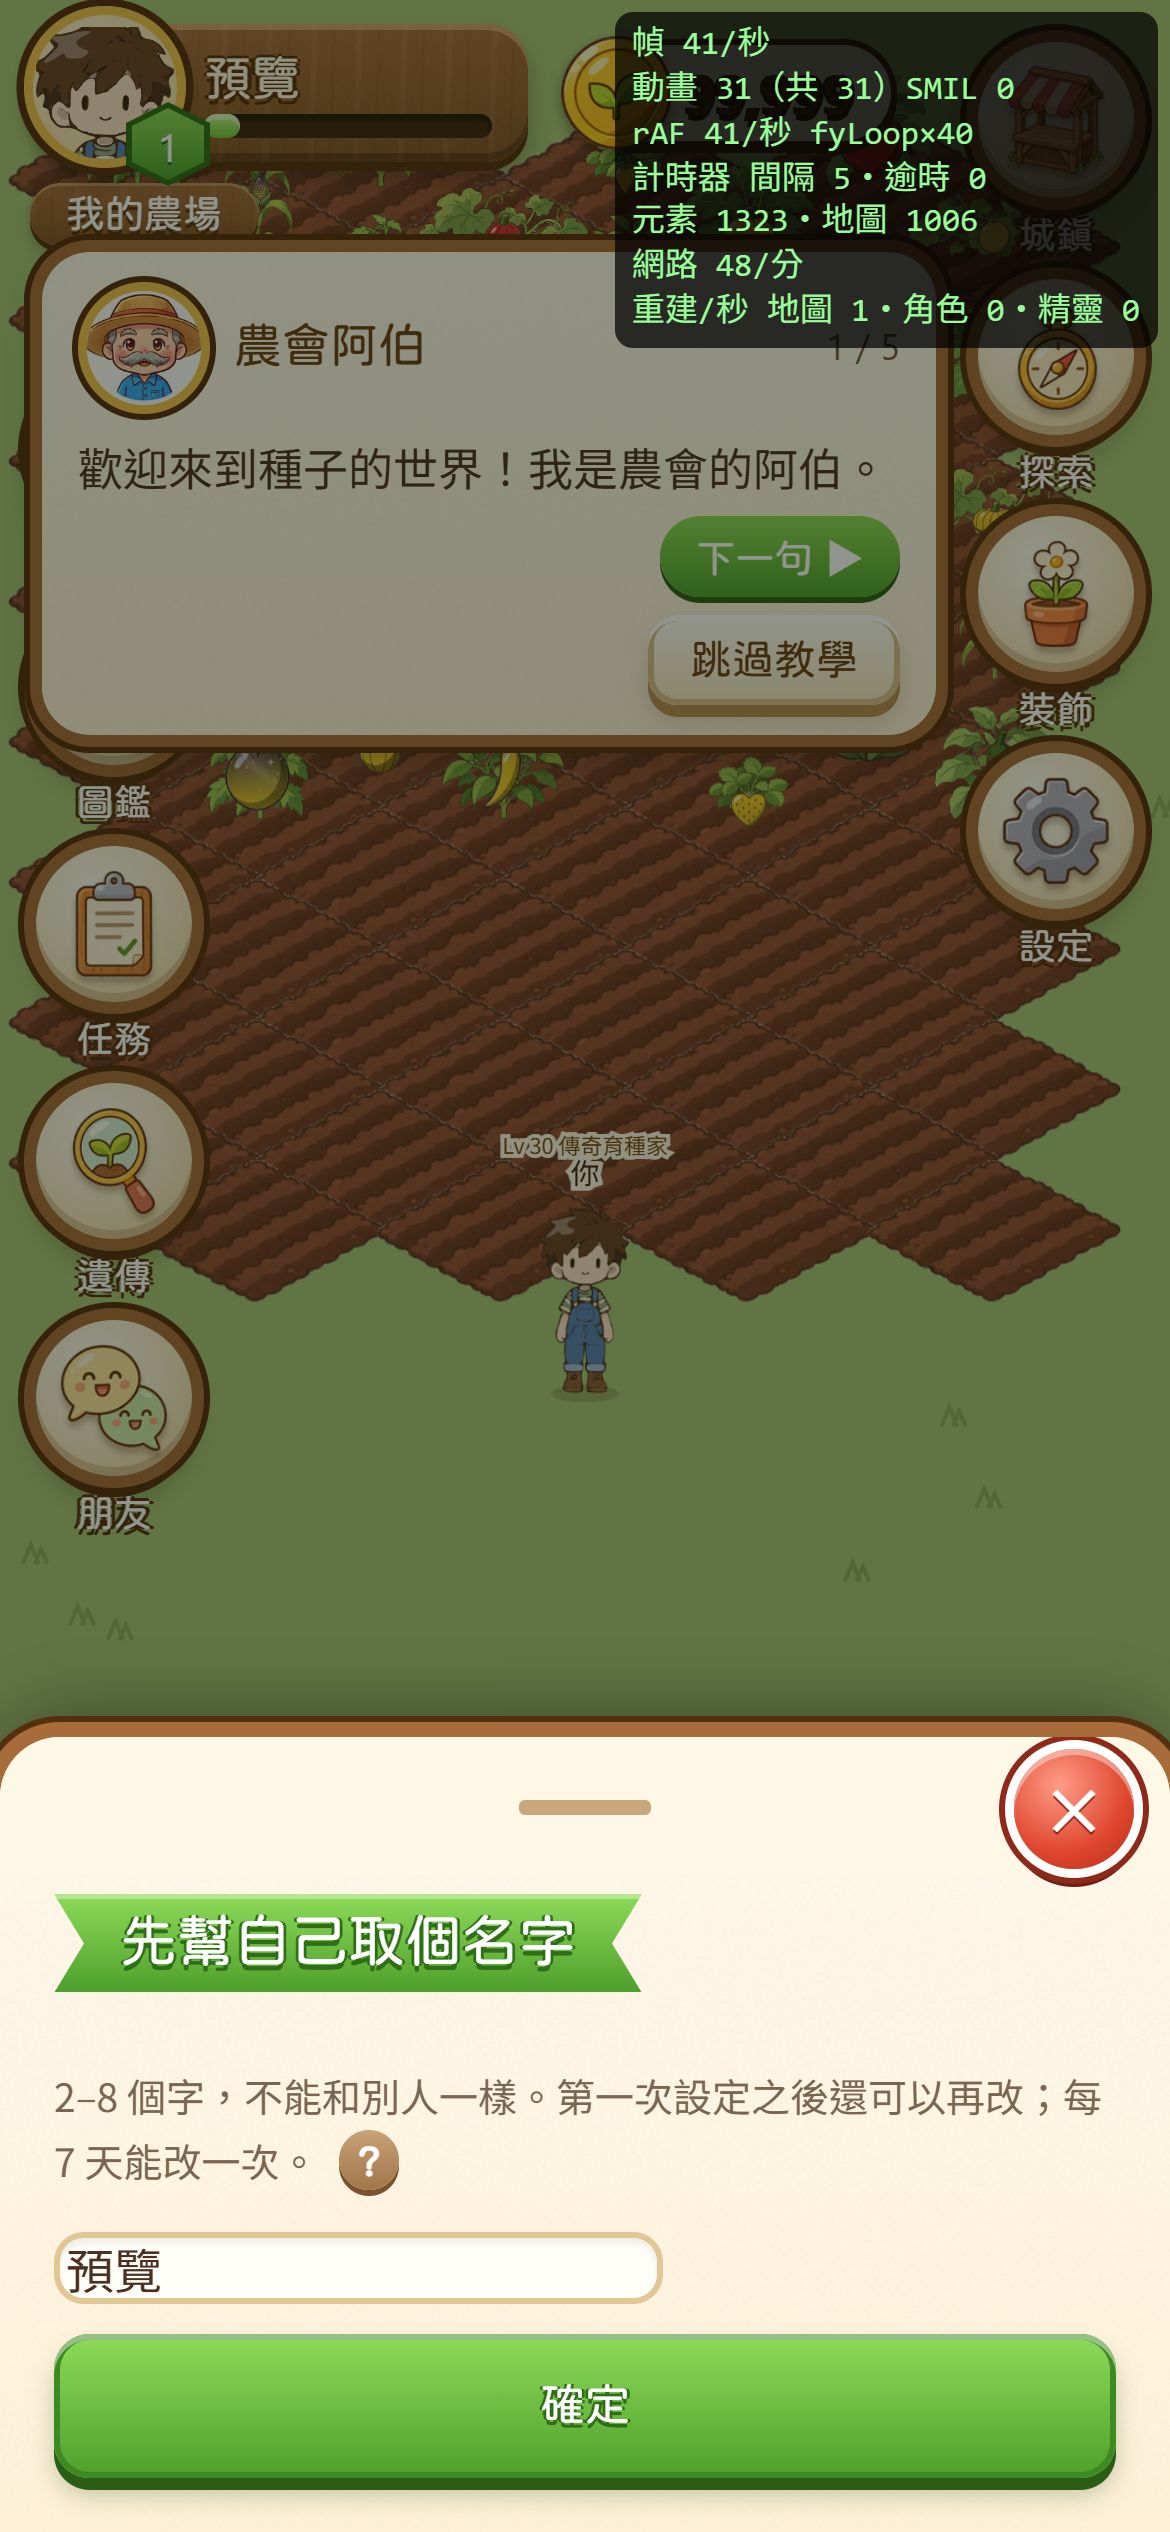 預覽
1
我的農場
99,999
幀 41/秒
動畫 31（共 31）SMIL 0
rAF 41/秒 fyLoop×40
計時器 間隔 5・逾時 0
元素 1323・地圖 1006
網路 48/分
重建/秒 地圖 1・角色 0・精靈 0
城鎮
農會阿伯
1 / 5
歡迎來到種子的世界！我是農會的阿伯。
下一句 ▶
跳過教學
探索
裝飾
設定
圖鑑
任務
遺傳
朋友
Lv 30 傳奇育種家
你
先幫自己取個名字
2–8 個字，不能和別人一樣。第一次設定之後還可以再改；每
7 天能改一次。 ?
預覽
確定